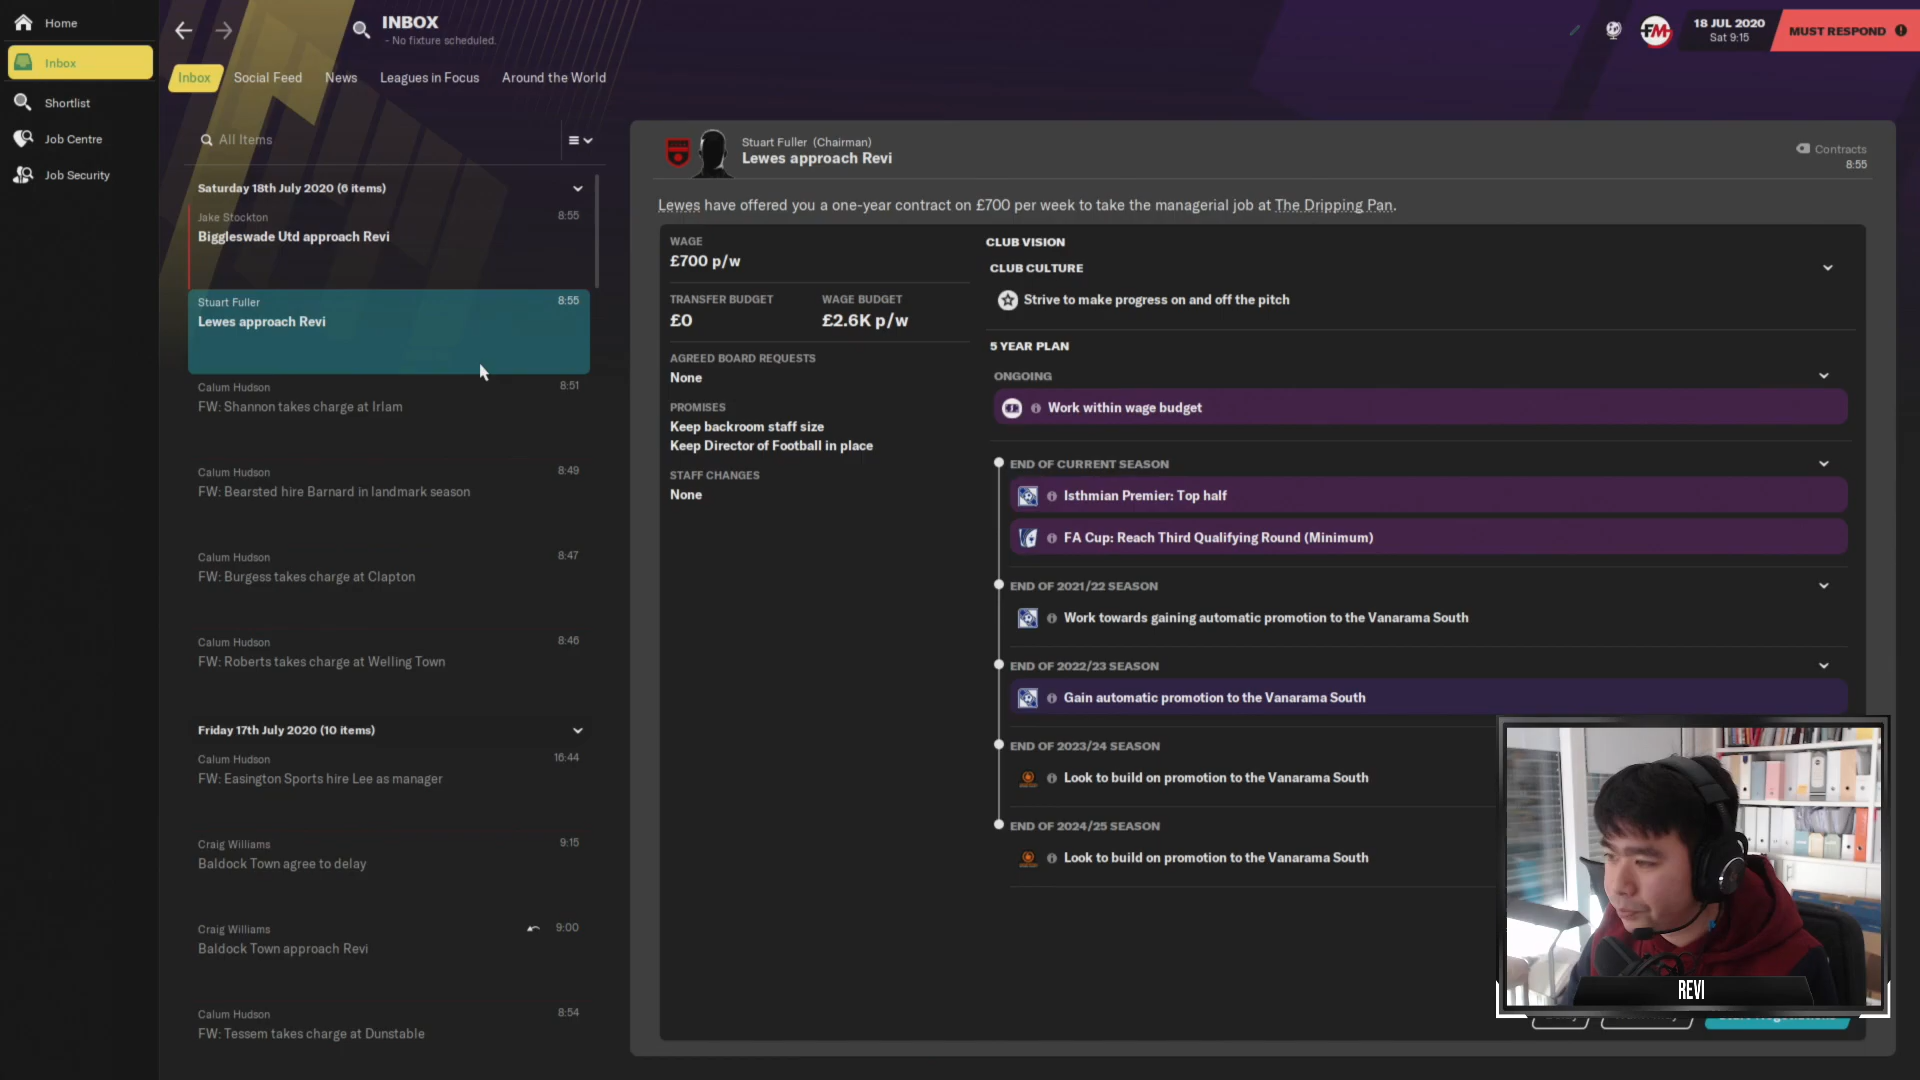 Home
Inbox
Shortlist
Job Centre
Job Security
INBOX
- No fixture scheduled.
FM
18 JUL 2020
Sat 9:15
MUST RESPOND
Inbox
Social Feed
News
Leagues in Focus
Around the World
All Items
Saturday 18th July 2020 (6 items)
Jake Stockton 8:55
Biggleswade Utd approach Revi
Stuart Fuller 8:55
Lewes approach Revi
Calum Hudson 8:51
FW: Shannon takes charge at Irlam
Calum Hudson 8:49
FW: Bearsted hire Barnard in landmark season
Calum Hudson 8:47
FW: Burgess takes charge at Clapton
Calum Hudson 8:46
FW: Roberts takes charge at Welling Town
Friday 17th July 2020 (10 items)
Calum Hudson 16:44
FW: Easington Sports hire Lee as manager
Craig Williams 9:15
Baldock Town agree to delay
Craig Williams 9:00
Baldock Town approach Revi
Calum Hudson 8:54
FW: Tessem takes charge at Dunstable
Stuart Fuller (Chairman)
Lewes approach Revi
Contracts
8:55
Lewes have offered you a one-year contract on £700 per week to take the managerial job at The Dripping Pan.
WAGE
£700 p/w
TRANSFER BUDGET WAGE BUDGET
£0 £2.6K p/w
AGREED BOARD REQUESTS
None
PROMISES
Keep backroom staff size
Keep Director of Football in place
STAFF CHANGES
None
CLUB VISION
CLUB CULTURE
Strive to make progress on and off the pitch
5 YEAR PLAN
ONGOING
Work within wage budget
END OF CURRENT SEASON
Isthmian Premier: Top half
FA Cup: Reach Third Qualifying Round (Minimum)
END OF 2021/22 SEASON
Work towards gaining automatic promotion to the Vanarama South
END OF 2022/23 SEASON
Gain automatic promotion to the Vanarama South
END OF 2023/24 SEASON
Look to build on promotion to the Vanarama South
END OF 2024/25 SEASON
Look to build on promotion to the Vanarama South
REVI